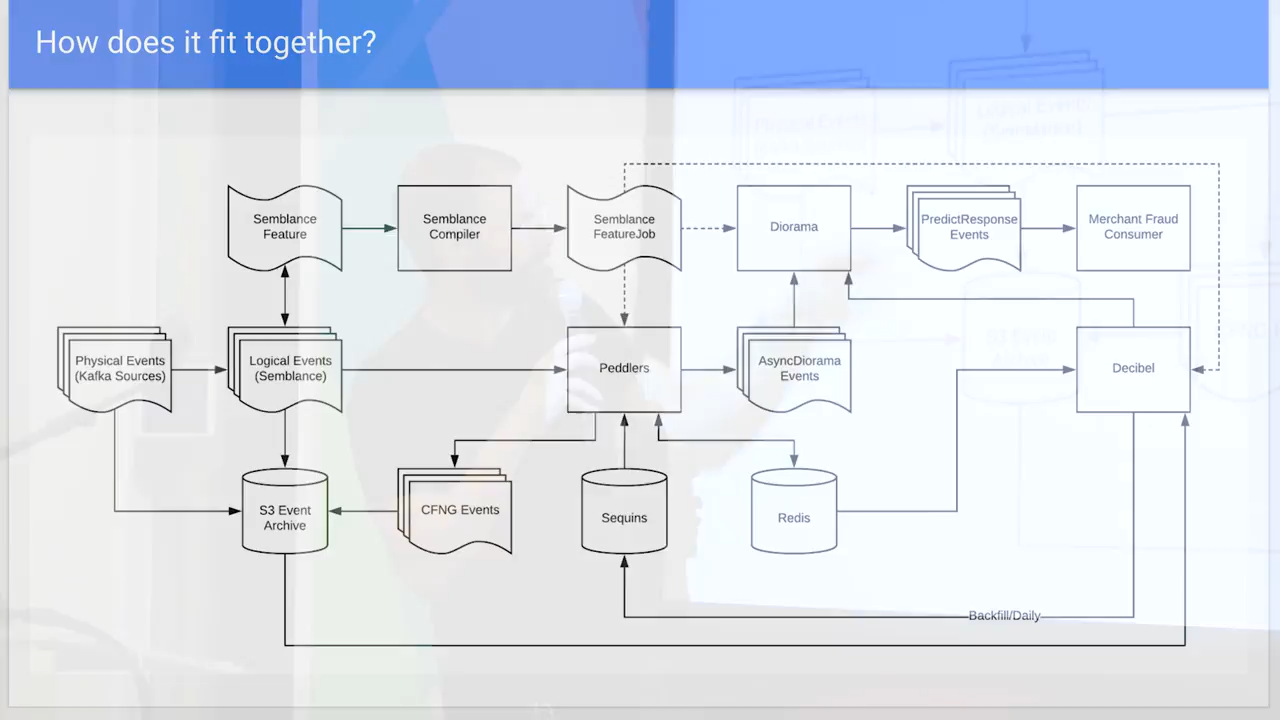 How does it fit together?
Semblance
Feature
Semblance
Compiler
Semblance
FeatureJob
Diorama
PredictResponse
Events
Merchant Fraud
Consumer
Physical Events
(Kafka Sources)
Logical Events
(Semblance)
Peddlers
AsyncDiorama
Events
Decibel
S3 Event
Archive
CFNG Events
Sequins
Redis
Backfill/Daily